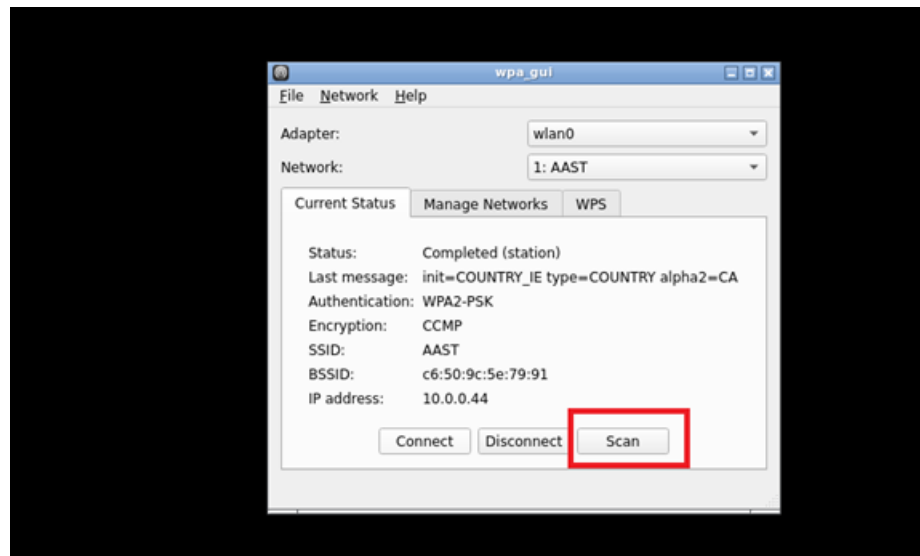 wpa_gui
File Network Help
Adapter: wlan0
Network: 1: AAST
Current Status Manage Networks WPS
Status: Completed (station)
Last message: init=COUNTRY_IE type=COUNTRY alpha2=CA
Authentication: WPA2-PSK
Encryption: CCMP
SSID: AAST
BSSID: c6:50:9c:5e:79:91
IP address: 10.0.0.44
Connect Disconnect Scan